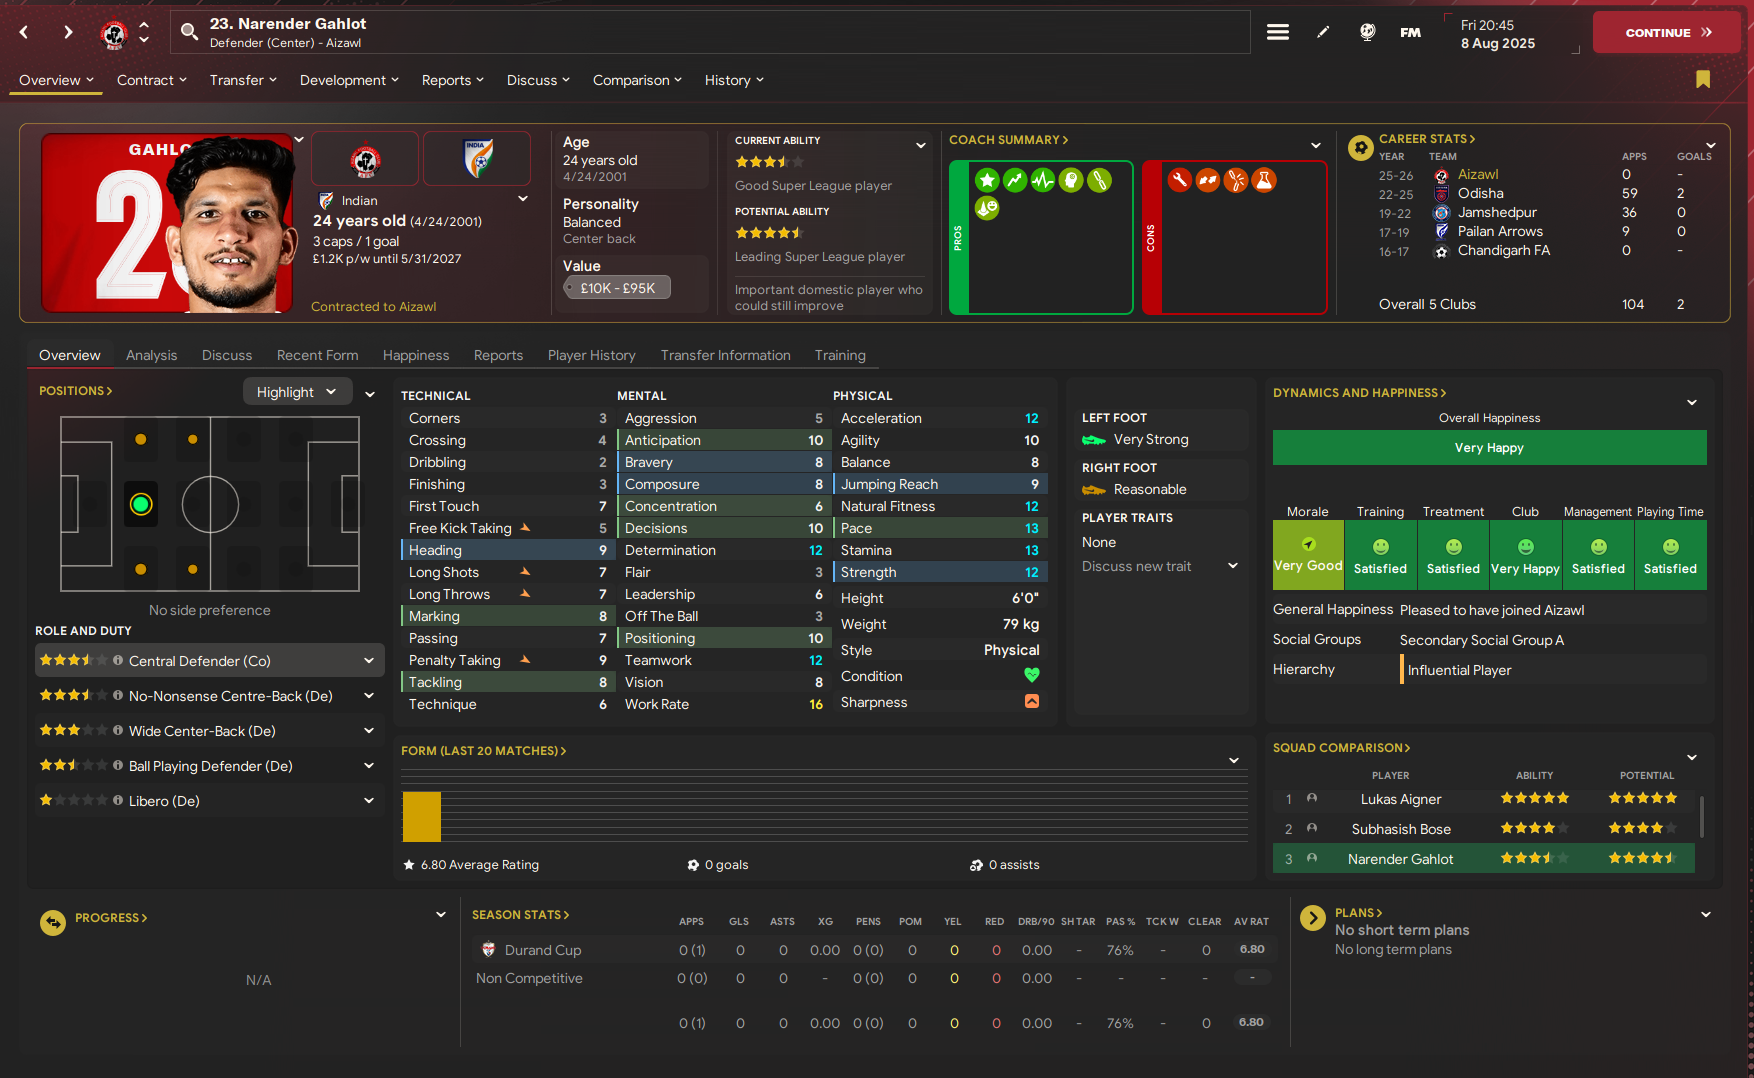 23. Narender Gahlot
Defender (Center) - Aizawl
FM
Fri 20:45
8 Aug 2025
CONTINUE
Overview
Contract
Transfer
Development
Reports
Discuss
Comparison
History
GAHLO
2
INDIA
Indian
24 years old (4/24/2001)
3 caps / 1 goal
£1.2K p/w until 5/31/2027
Contracted to Aizawl
Age
24 years old
4/24/2001
Personality
Balanced
Center back
Value
£10K - £95K
CURRENT ABILITY
Good Super League player
POTENTIAL ABILITY
Leading Super League player
Important domestic player who
could still improve
COACH SUMMARY >
PROS
CONS
CAREER STATS >
YEAR TEAM APPS GOALS
25-26 Aizawl 0 -
22-25 Odisha 59 2
19-22 Jamshedpur 36 0
17-19 Pailan Arrows 9 0
16-17 Chandigarh FA 0 -
Overall 5 Clubs 104 2
Overview Analysis Discuss Recent Form Happiness Reports Player History Transfer Information Training
POSITIONS >
Highlight
No side preference
ROLE AND DUTY
Central Defender (Co)
No-Nonsense Centre-Back (De)
Wide Center-Back (De)
Ball Playing Defender (De)
Libero (De)
TECHNICAL
Corners 3
Crossing 4
Dribbling 2
Finishing 3
First Touch 7
Free Kick Taking 5
Heading 9
Long Shots 7
Long Throws 7
Marking 8
Passing 7
Penalty Taking 9
Tackling 8
Technique 6
MENTAL
Aggression 5
Anticipation 10
Bravery 8
Composure 8
Concentration 6
Decisions 10
Determination 12
Flair 3
Leadership 6
Off The Ball 3
Positioning 10
Teamwork 12
Vision 8
Work Rate 16
PHYSICAL
Acceleration 12
Agility 10
Balance 8
Jumping Reach 9
Natural Fitness 12
Pace 13
Stamina 13
Strength 12
Height 6'0"
Weight 79 kg
Style Physical
Condition
Sharpness
LEFT FOOT
Very Strong
RIGHT FOOT
Reasonable
PLAYER TRAITS
None
Discuss new trait
DYNAMICS AND HAPPINESS >
Overall Happiness
Very Happy
Morale Training Treatment Club Management Playing Time
Very Good Satisfied Satisfied Very Happy Satisfied Satisfied
General Happiness Pleased to have joined Aizawl
Social Groups Secondary Social Group A
Hierarchy Influential Player
FORM (LAST 20 MATCHES) >
6.80 Average Rating
0 goals
0 assists
SQUAD COMPARISON >
PLAYER ABILITY POTENTIAL
1 Lukas Aigner
2 Subhasish Bose
3 Narender Gahlot
PROGRESS >
N/A
SEASON STATS > APPS GLS ASTS XG PENS POM YEL RED DRB/90 SH TAR PAS % TCK W CLEAR AV RAT
Durand Cup 0 (1) 0 0 0.00 0 (0) 0 0 0 0.00 - 76% - 0 6.80
Non Competitive 0 (0) 0 0 - 0 (0) 0 0 0 0.00 - - - - -
0 (1) 0 0 0.00 0 (0) 0 0 0 0.00 - 76% - 0 6.80
PLANS >
No short term plans
No long term plans